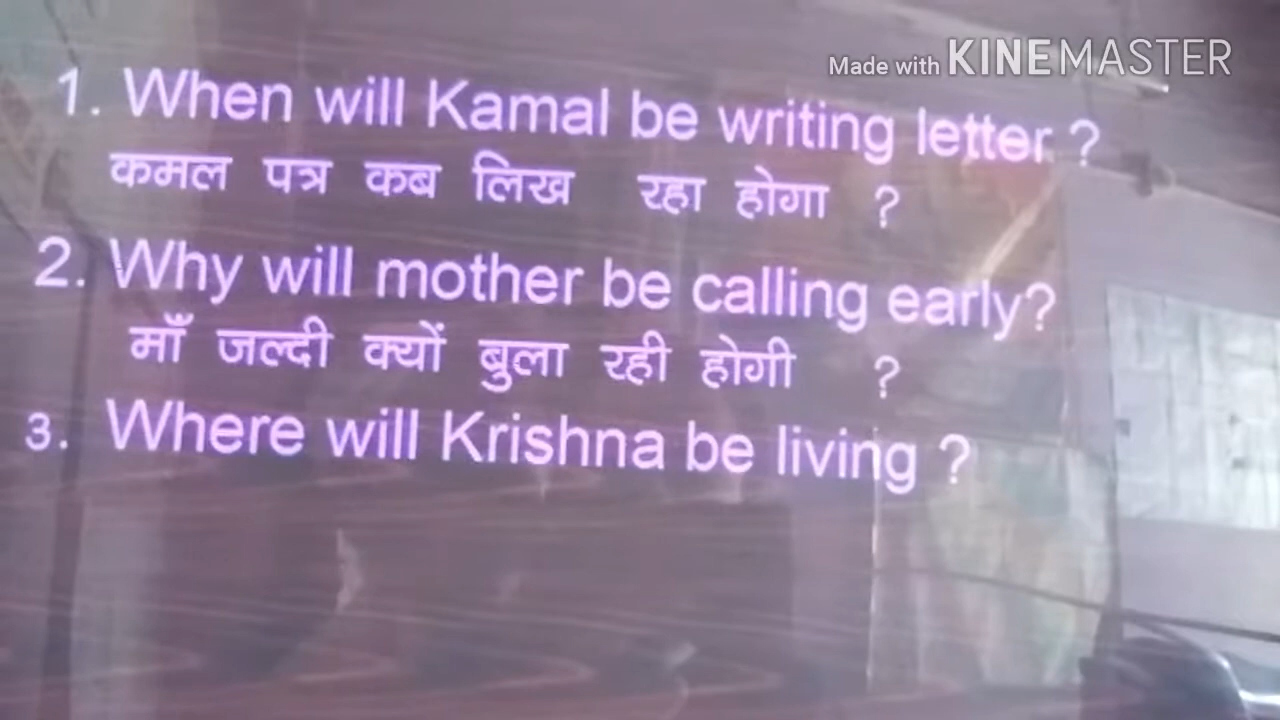 Made with KINEMASTER
1. When will Kamal be writing letter ?
कमल पत्र कब लिख रहा होगा ?
2. Why will mother be calling early?
माँ जल्दी क्यों बुला रही होगी ?
3. Where will Krishna be living ?